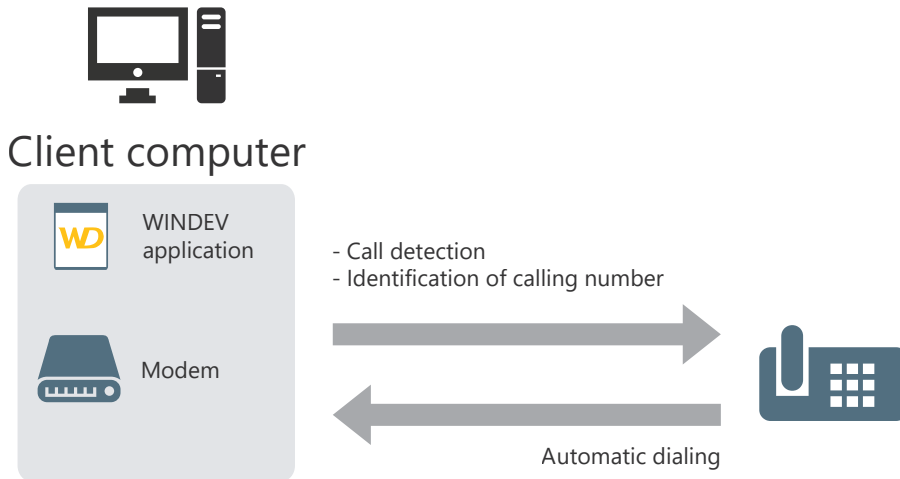 Client computer
WD
WINDEV
application
- Call detection
- Identification of calling number
Modem
Automatic dialing